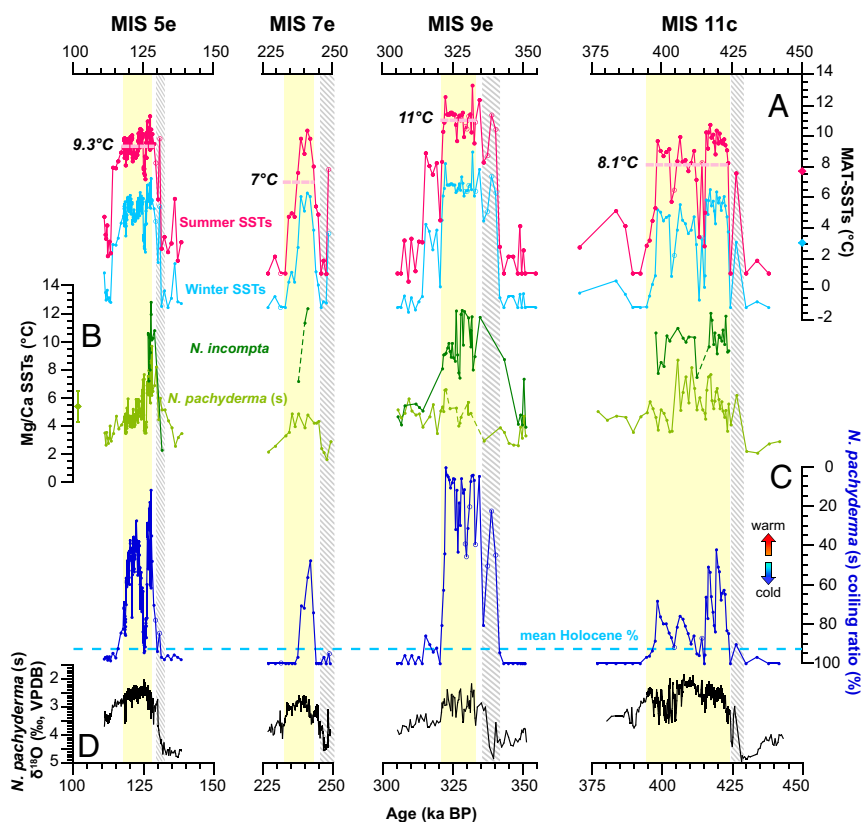 MIS 5e MIS 7e MIS 9e MIS 11c
100 125 150 225 250 300 325 350 375 400 425 450
A
14
12
10
8
6
4
2
0
-2
MAT-SSTs (°C)
9.3°C
7°C
11°C
8.1°C
Summer SSTs
Winter SSTs
B
14
12
10
8
6
4
2
0
Mg/Ca SSTs (°C)
N. incompta
N. pachyderma (s)
C
0
20
40
60
80
100
N. pachyderma (s) coiling ratio (%)
warm
cold
mean Holocene %
D
2
3
4
5
N. pachyderma (s)
δ18O (‰, VPDB)
100 125 150 225 250 300 325 350 375 400 425 450
Age (ka BP)